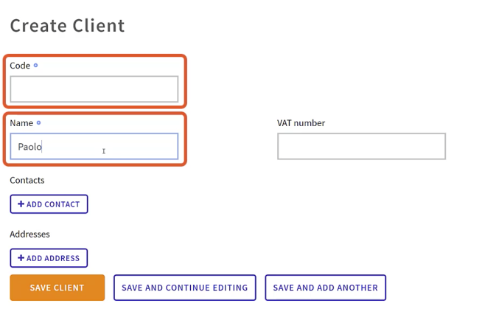 Create Client
Code
Name
VAT number
Paolo
Contacts
+ ADD CONTACT
Addresses
+ ADD ADDRESS
SAVE CLIENT
SAVE AND CONTINUE EDITING
SAVE AND ADD ANOTHER